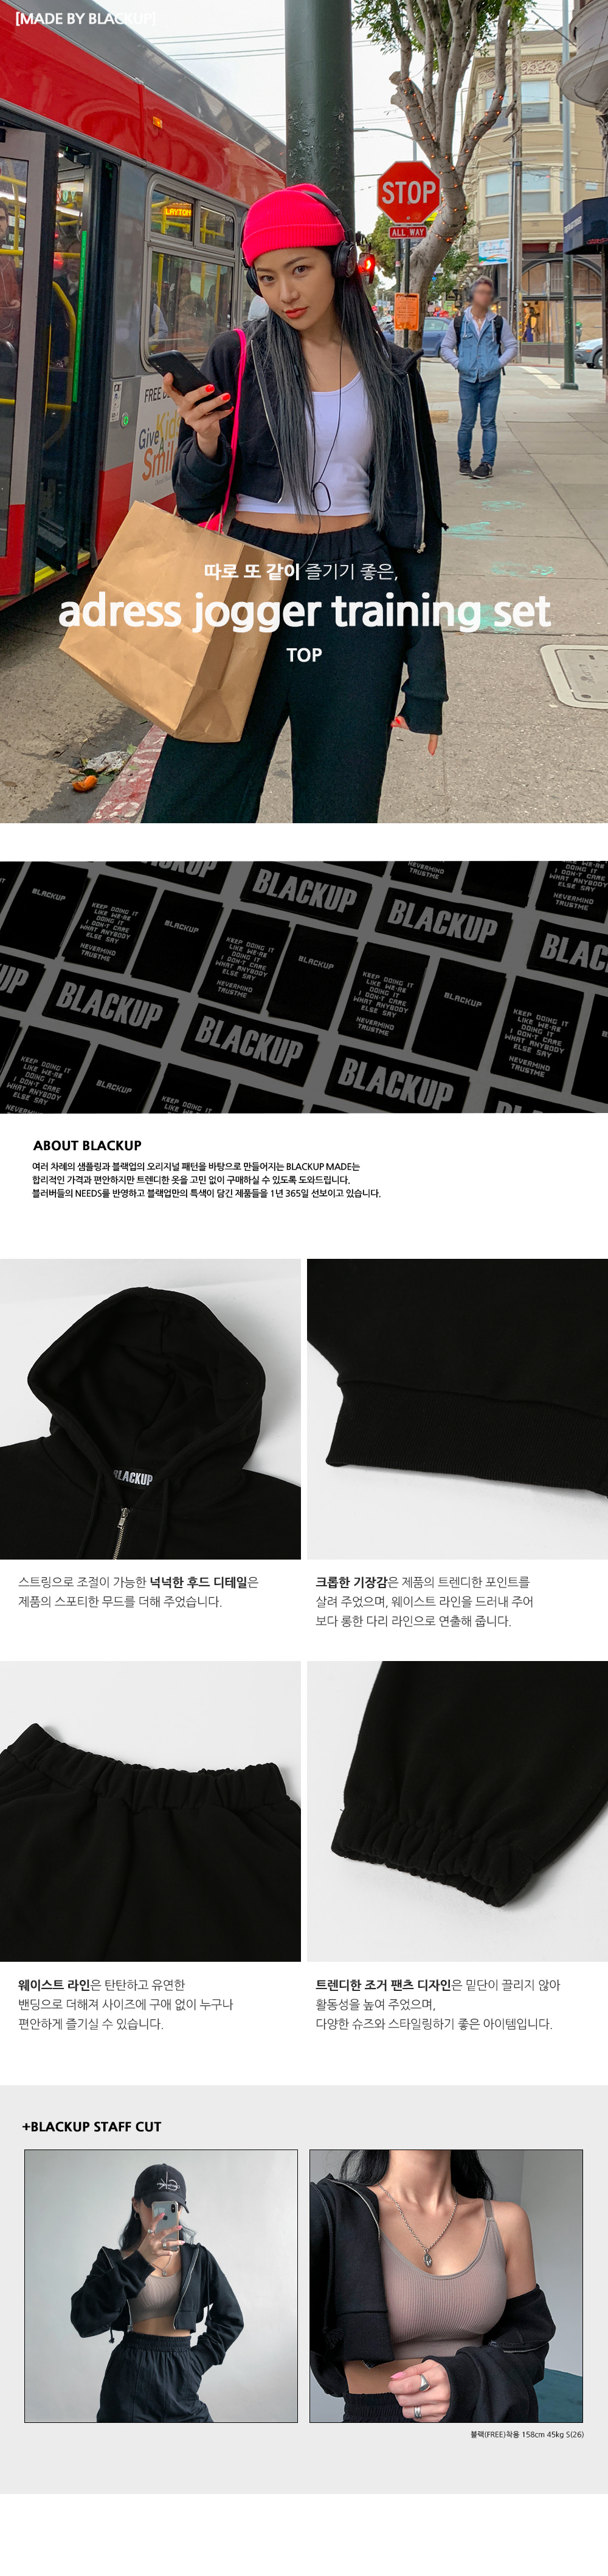 [MADE BY BLACKUP]
LAYTON
STOP
ALL WAY
FREE
Give Kids
Smil
따로 또 같이 즐기기 좋은,
adress jogger training set
TOP
BLACKUP
KEEP DOING IT
LIKE WE-RE
DOING IT
I DON-T CARE
WHAT ANYBODY
ELSE SAY
NEVERMIND
TRUSTME
BLACKUP
BLACKUP
BLACKUP
BLACKUP
BLACKUP
BLACKUP
ABOUT BLACKUP
여러 차례의 샘플링과 블랙업의 오리지널 패턴을 바탕으로 만들어지는 BLACKUP MADE는
합리적인 가격과 편안하지만 트렌디한 옷을 고민 없이 구매하실 수 있도록 도와드립니다.
블러버들의 NEEDS를 반영하고 블랙업만의 특색이 담긴 제품들을 1년 365일 선보이고 있습니다.
BLACKUP
스트링으로 조절이 가능한 넉넉한 후드 디테일은
제품의 스포티한 무드를 더해 주었습니다.
크롭한 기장감은 제품의 트렌디한 포인트를
살려 주었으며, 웨이스트 라인을 드러내 주어
보다 롱한 다리 라인으로 연출해 줍니다.
웨이스트 라인은 탄탄하고 유연한
밴딩으로 더해져 사이즈에 구애 없이 누구나
편안하게 즐기실 수 있습니다.
트렌디한 조거 팬츠 디자인은 밑단이 끌리지 않아
활동성을 높여 주었으며,
다양한 슈즈와 스타일링하기 좋은 아이템입니다.
+BLACKUP STAFF CUT
블랙(FREE)착용 158cm 45kg S(26)